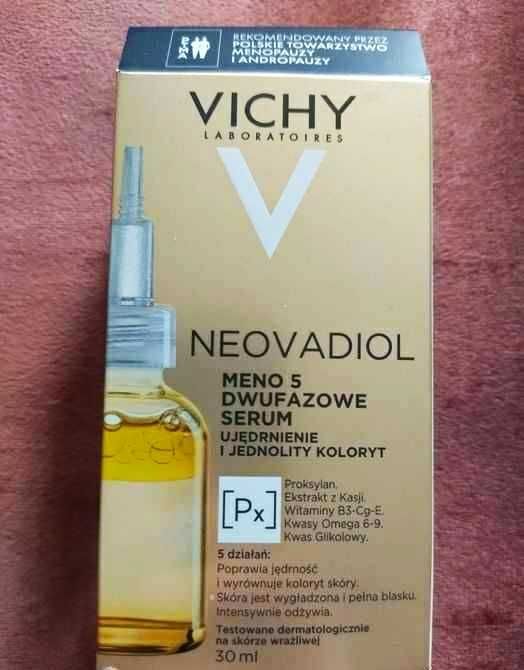 PTMA
REKOMENDOWANY PRZEZ
POLSKIE TOWARZYSTWO
MENOPAUZY
I ANDROPAUZY
VICHY
LABORATOIRES
V
NEOVADIOL
MENO 5
DWUFAZOWE
SERUM
UJĘDRNIENIE
I JEDNOLITY KOLORYT
[Px]
Proksylan.
Ekstrakt z Kasji.
Witaminy B3-Cg-E.
Kwasy Omega 6-9.
Kwas Glikolowy.
5 działań:
Poprawia jędrność
i wyrównuje koloryt skóry.
Skóra jest wygładzona i pełna blasku.
Intensywnie odżywia.
Testowane dermatologicznie
na skórze wrażliwej
30 ml